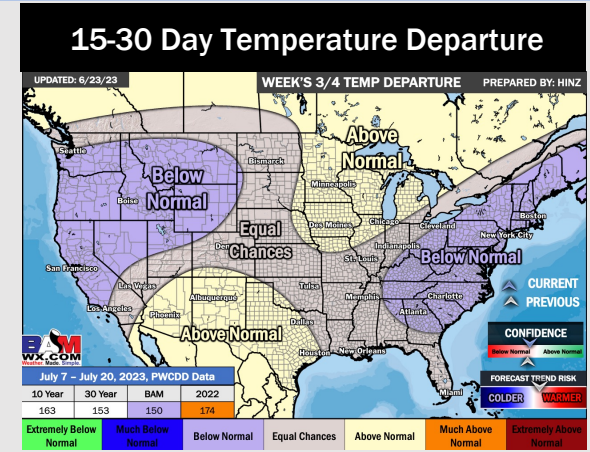 15-30 Day Temperature Departure
UPDATED: 6/23/23
WEEK'S 3/4 TEMP DEPARTURE
PREPARED BY: HINZ
Seattle
Bismarck
Above
Normal
Minneapolis
Below
Normal
Boise
Equal
Chances
Den
Des Moines
Chicago
Cleveland
Boston
New York City
Indianapolis
St. Louis
Below Normal
San Francisco
Las Vegas
Los Angeles
Albuquerque
Phoenix
Tulsa
Memphis
Charlotte
Atlanta
Above Normal
Dallas
Houston
New Orleans
Miami
CURRENT
PREVIOUS
CONFIDENCE
Below Normal
Above Normal
FORECAST TREND RISK
COLDER
WARMER
BAM
WX.COM
Weather Made. Simple.
July 7 – July 20, 2023, PWCDD Data
10 Year 30 Year BAM 2022
163 153 150 174
Extremely Below Normal
Much Below Normal
Below Normal
Equal Chances
Above Normal
Much Above Normal
Extremely Above Normal